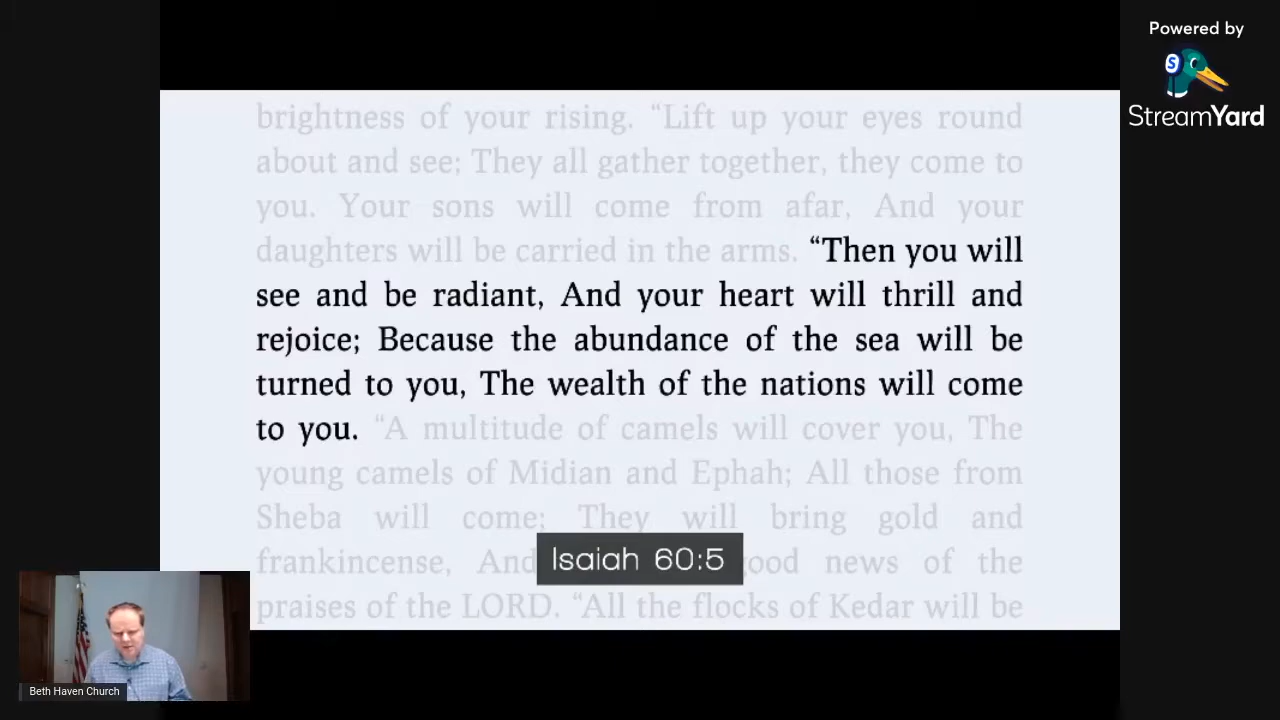 Powered by
S
StreamYard
brightness of your rising. “Lift up your eyes round
about and see; They all gather together, they come to
you. Your sons will come from afar, And your
daughters will be carried in the arms. “Then you will
see and be radiant, And your heart will thrill and
rejoice; Because the abundance of the sea will be
turned to you, The wealth of the nations will come
to you. “A multitude of camels will cover you, The
young camels of Midian and Ephah; All those from
Sheba will come; They will bring gold and
frankincense, And good news of the
praises of the LORD. “All the flocks of Kedar will be
Isaiah 60:5
Beth Haven Church